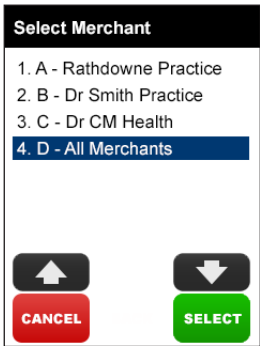 Select Merchant
1. A - Rathdowne Practice
2. B - Dr Smith Practice
3. C - Dr CM Health
4. D - All Merchants
CANCEL SELECT